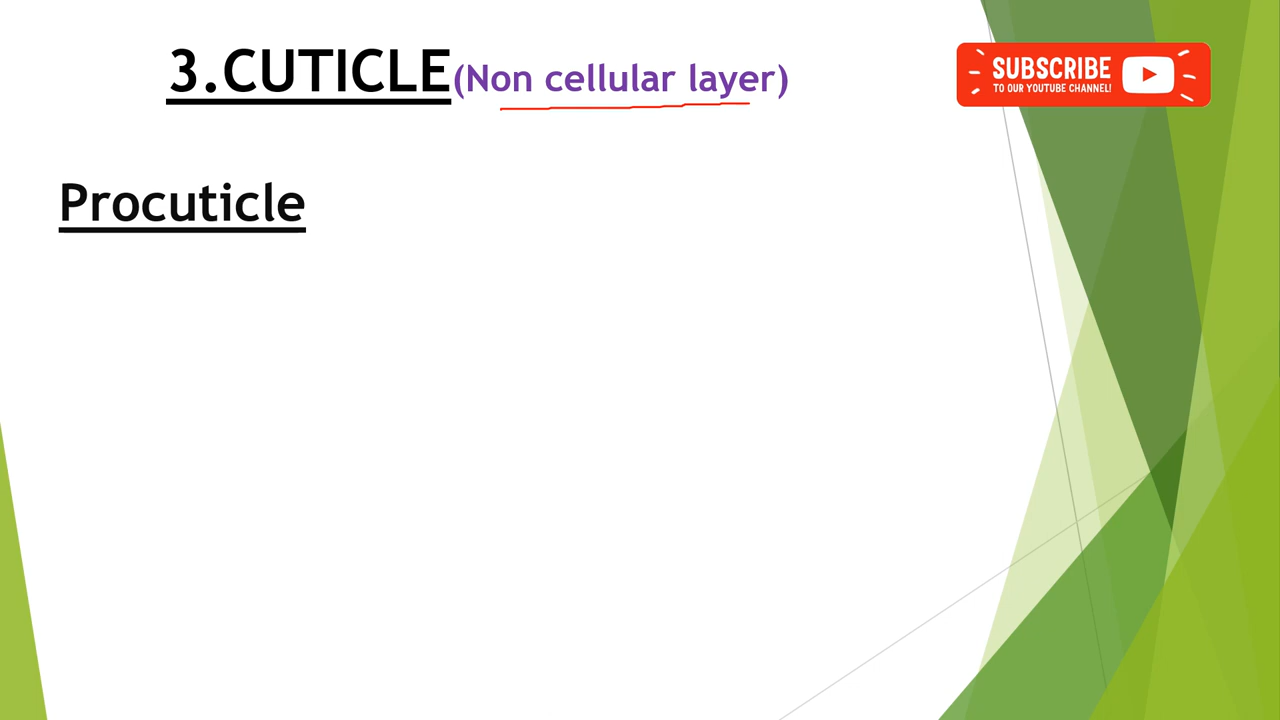 3.CUTICLE(Non cellular layer)
SUBSCRIBE
TO OUR YOUTUBE CHANNEL!
Procuticle